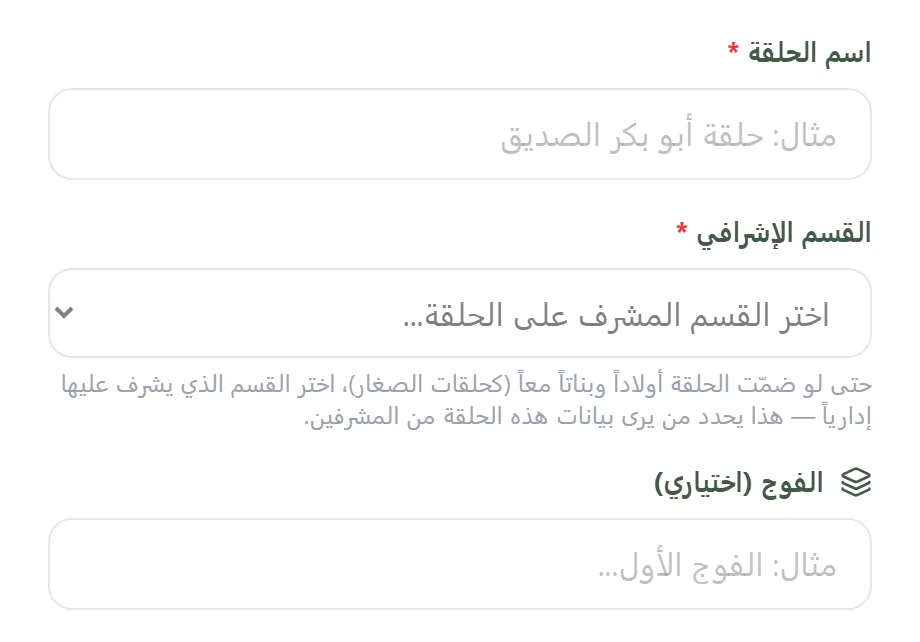 اسم الحلقة *
مثال: حلقة أبو بكر الصديق
القسم الإشرافي *
اختر القسم المشرف على الحلقة...
حتى لو ضمّت الحلقة أولاداً وبناتاً معاً (كحلقات الصغار)، اختر القسم الذي يشرف عليها
إدارياً — هذا يحدد من يرى بيانات هذه الحلقة من المشرفين.
الفوج (اختياري)
مثال: الفوج الأول...